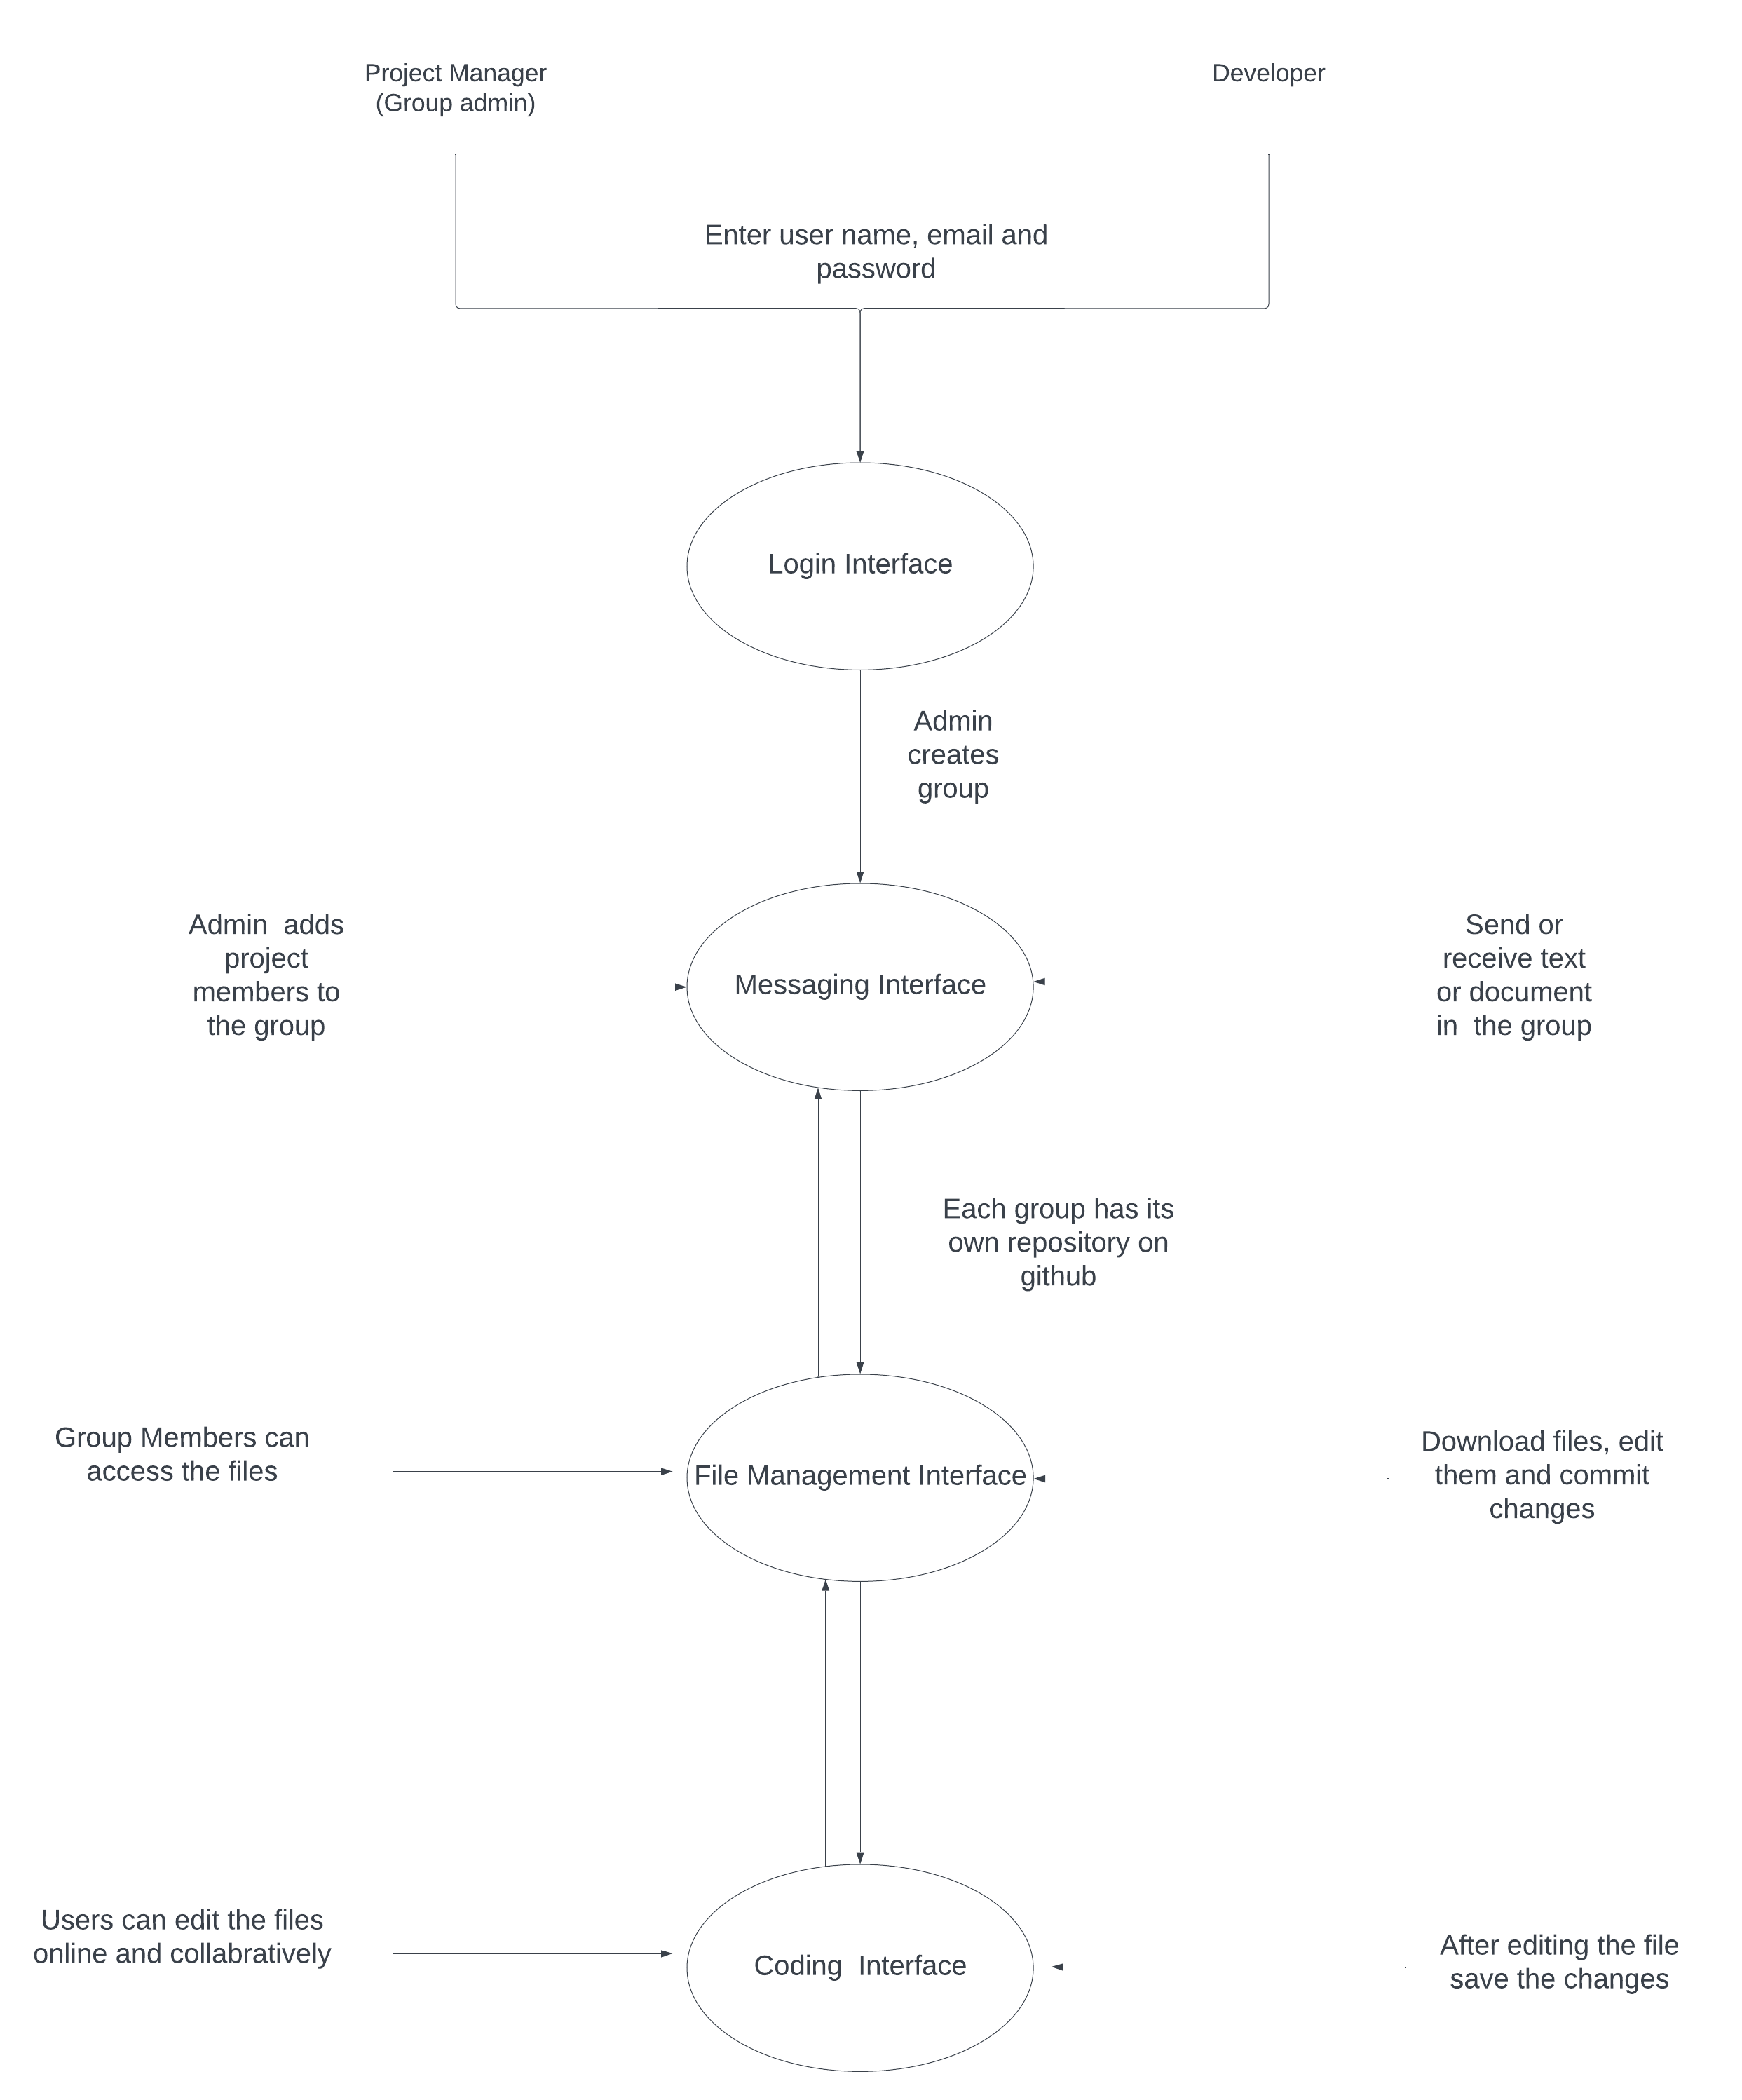 Project Manager
(Group admin)
Developer
Enter user name, email and
password
Login Interface
Admin
creates
group
Admin  adds
project
members to
the group
Messaging Interface
Send or
receive text
or document
in  the group
Each group has its
own repository on
github
Group Members can
access the files
File Management Interface
Download files, edit
them and commit
changes
Users can edit the files
online and collabratively
Coding  Interface
After editing the file
save the changes